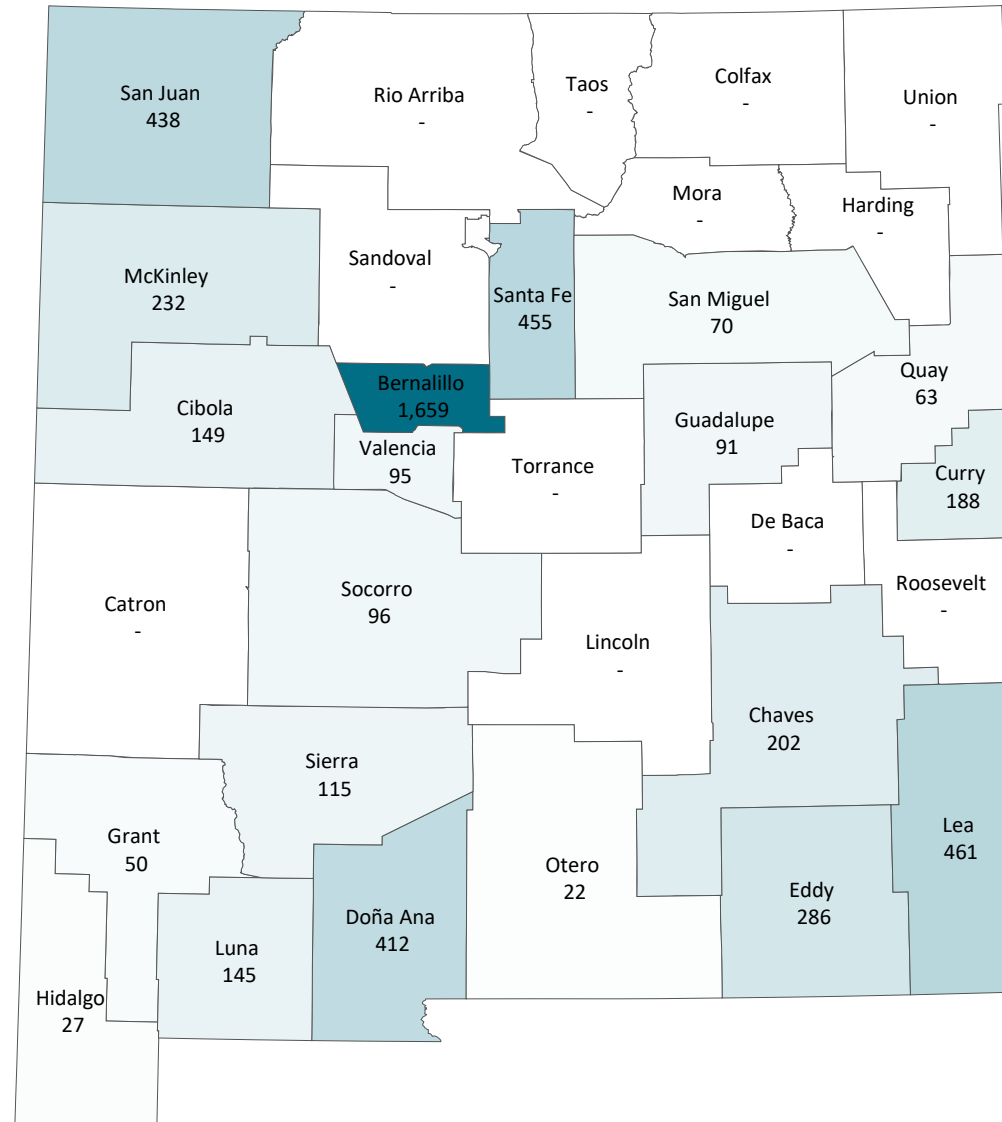 San Juan
438
Rio Arriba
-
Taos
-
Colfax
-
Union
-
Mora
-
Harding
-
McKinley
232
Sandoval
-
Santa Fe
455
San Miguel
70
Bernalillo
1,659
Quay
63
Cibola
149
Valencia
95
Guadalupe
91
Torrance
-
Curry
188
De Baca
-
Catron
-
Socorro
96
Roosevelt
-
Lincoln
-
Chaves
202
Sierra
115
Grant
50
Lea
461
Otero
22
Eddy
286
Doña Ana
412
Luna
145
Hidalgo
27